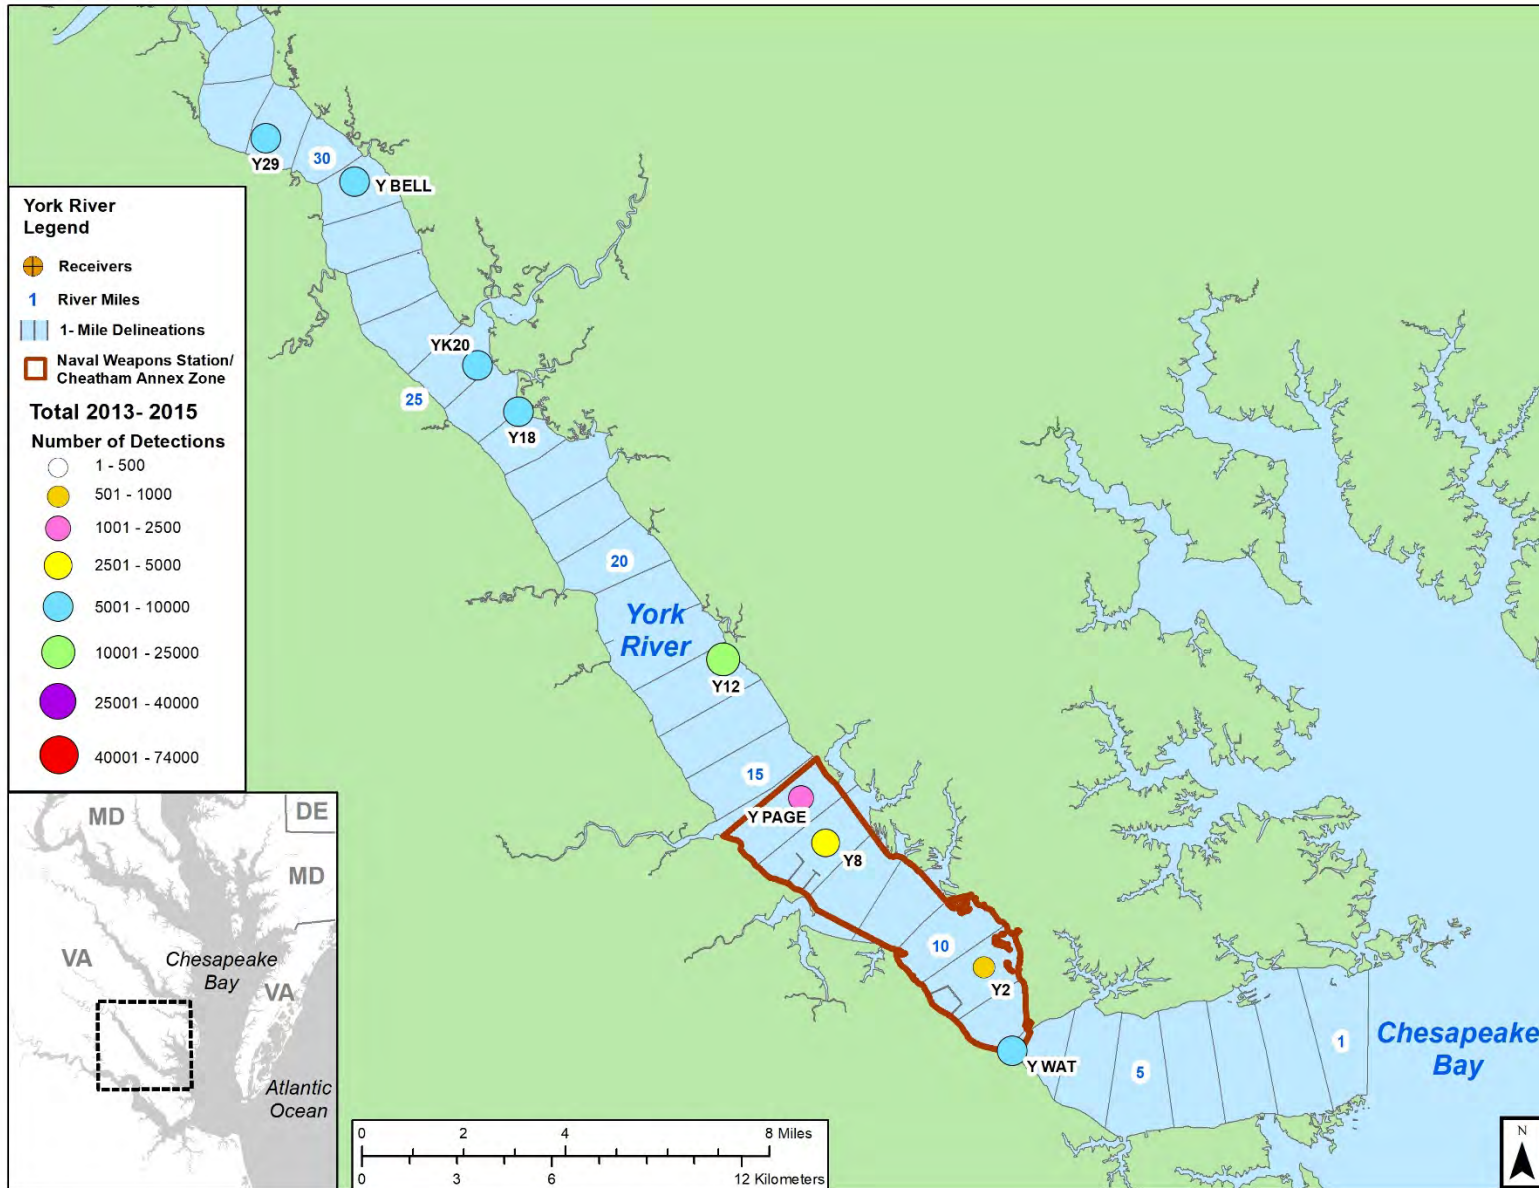 York River
Legend
Receivers
1 River Miles
1- Mile Delineations
Naval Weapons Station/
Cheatham Annex Zone
Total 2013- 2015
Number of Detections
1 - 500
501 - 1000
1001 - 2500
2501 - 5000
5001 - 10000
10001 - 25000
25001 - 40000
40001 - 74000
Y29
30
Y BELL
YK20
25
Y18
20
York
River
Y12
15
Y PAGE
Y8
10
Y2
Y WAT
5
1
Chesapeake
Bay
MD
DE
MD
VA
Chesapeake
Bay
VA
Atlantic
Ocean
0 2 4 8 Miles
0 3 6 12 Kilometers
N